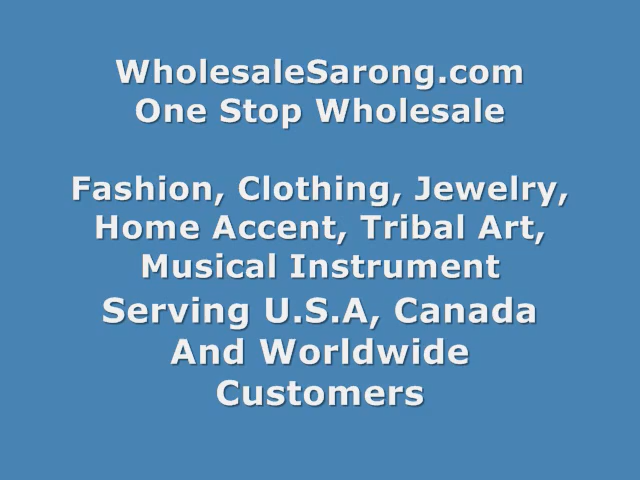 WholesaleSarong.com
One Stop Wholesale
Fashion, Clothing, Jewelry,
Home Accent, Tribal Art,
Musical Instrument
Serving U.S.A, Canada
And Worldwide
Customers